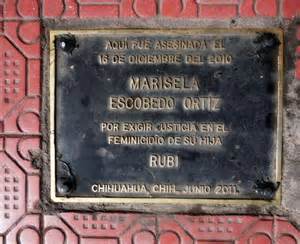 AQUI FUE ASESINADA EL
16 DE DICIEMBRE DEL 2010
MARISELA
ESCOBEDO ORTÍZ
POR EXIGIR JUSTICIA EN EL
FEMINICIDIO DE SU HIJA
RUBI
CHIHUAHUA, CHIH. JUNIO 2011.